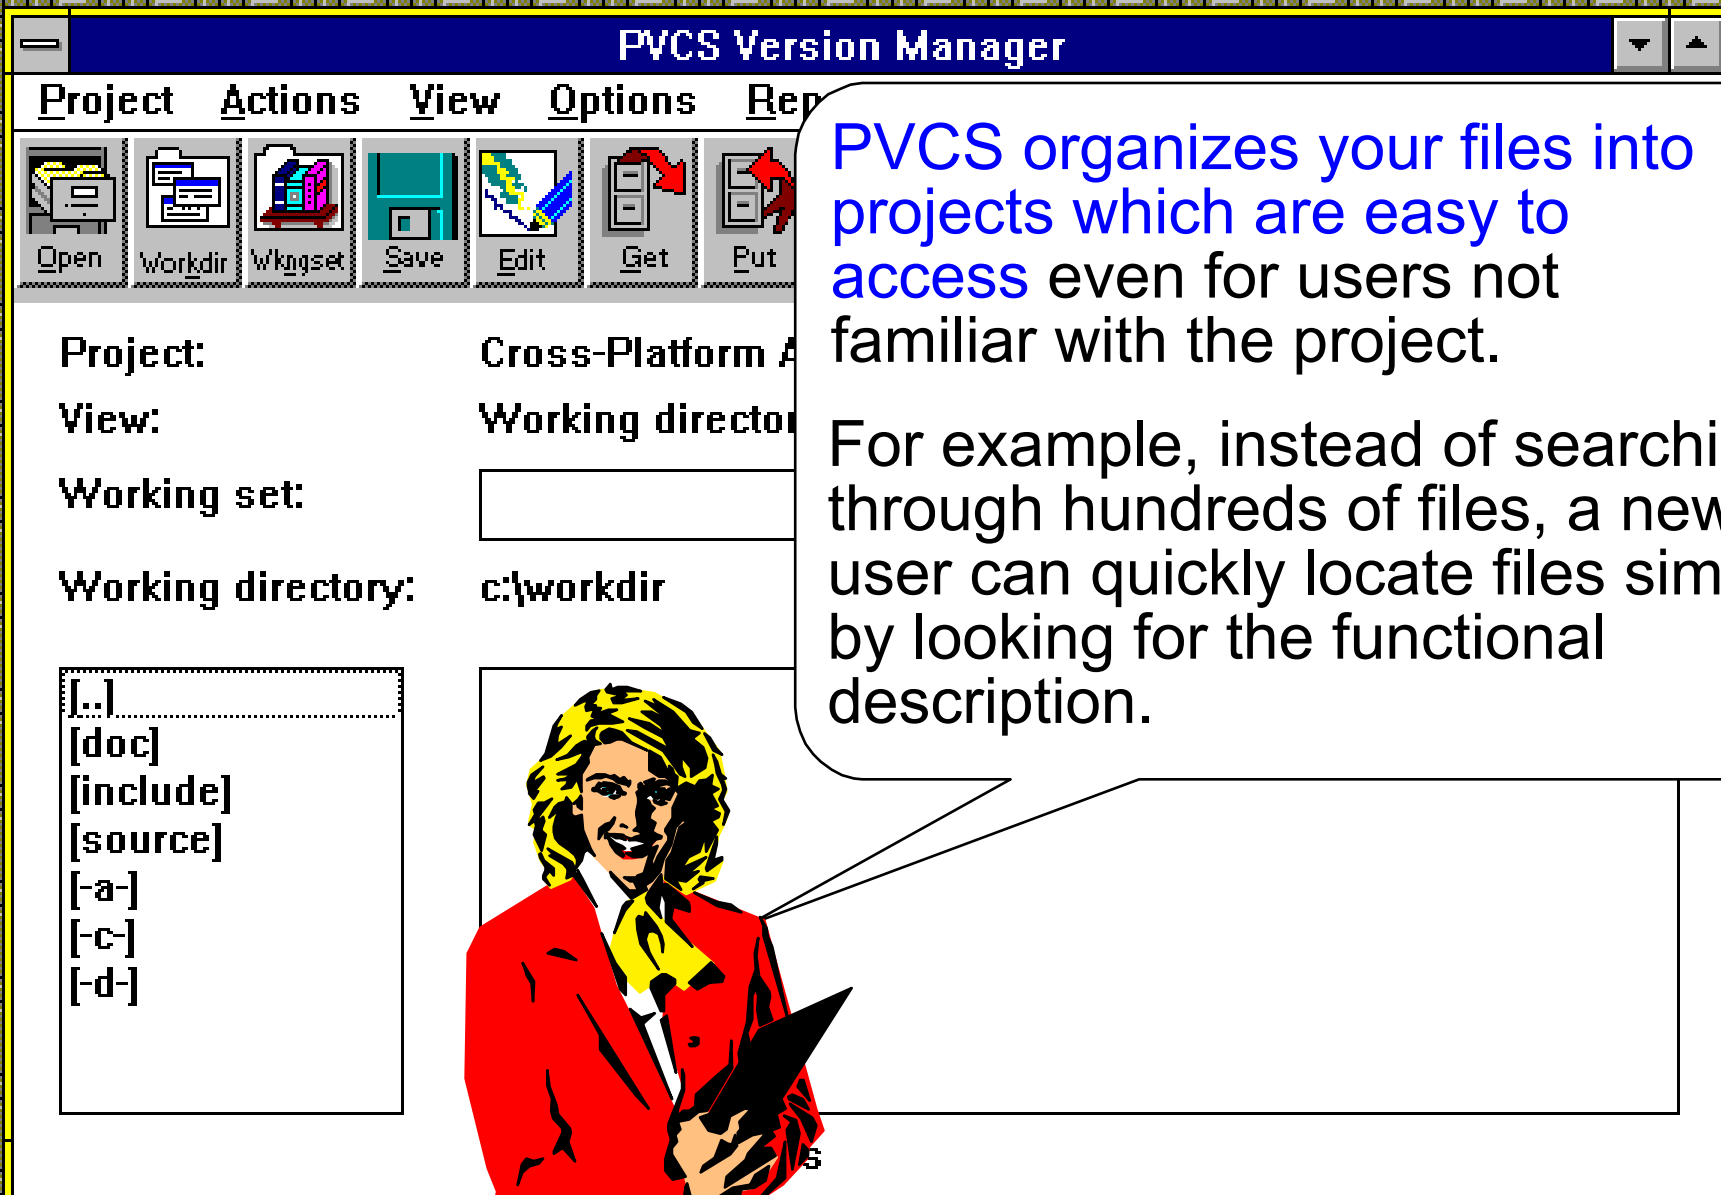 PVCS Version Manager
Project Actions View Options Rep
Open Workdir Wkngset Save Edit Get Put
PVCS organizes your files into
projects which are easy to
access even for users not
familiar with the project.
For example, instead of searchi
through hundreds of files, a new
user can quickly locate files sim
by looking for the functional
description.
Project: Cross-Platform A
View: Working director
Working set:
Working directory: c:\workdir
[..]
[doc]
[include]
[source]
[-a-]
[-c-]
[-d-]
s